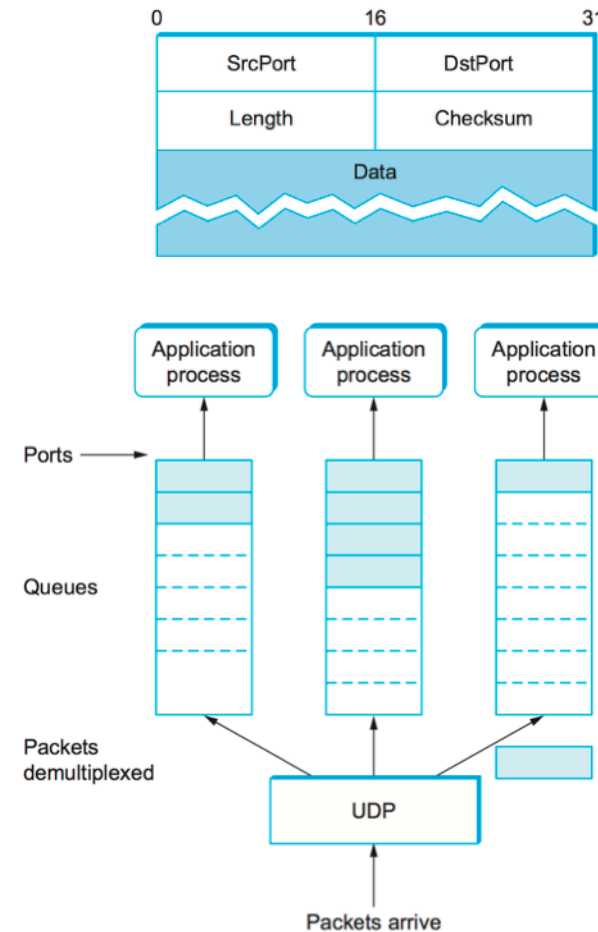 0 16 31
SrcPort DstPort
Length Checksum
Data
Application process
Application process
Application process
Ports
Queues
Packets
demultiplexed
UDP
Packets arrive